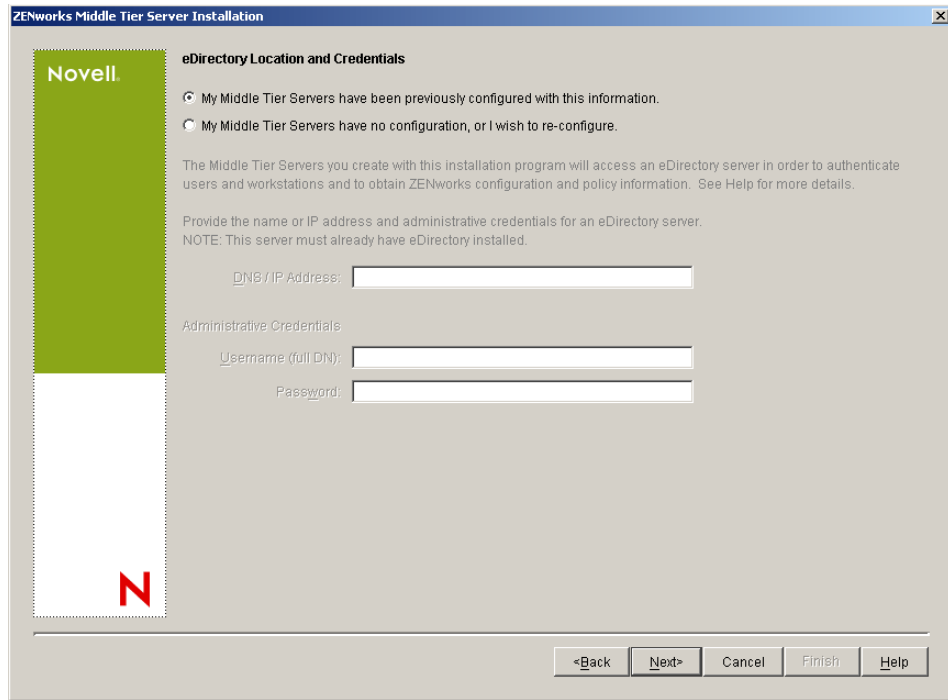 ZENworks Middle Tier Server Installation
Novell.
eDirectory Location and Credentials
My Middle Tier Servers have been previously configured with this information.
My Middle Tier Servers have no configuration, or I wish to re-configure.
The Middle Tier Servers you create with this installation program will access an eDirectory server in order to authenticate
users and workstations and to obtain ZENworks configuration and policy information. See Help for more details.
Provide the name or IP address and administrative credentials for an eDirectory server.
NOTE: This server must already have eDirectory installed.
DNS / IP Address:
Administrative Credentials
Username (full DN):
Password:
N
<Back Next> Cancel Finish Help